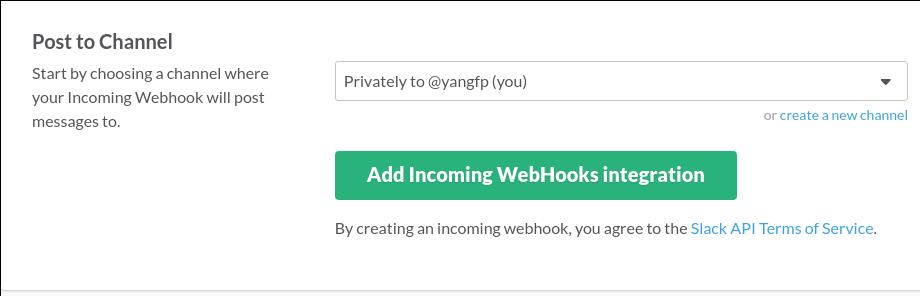 Post to Channel
Start by choosing a channel where
your Incoming Webhook will post
messages to.
Privately to @yangfp (you)
or create a new channel
Add Incoming WebHooks integration
By creating an incoming webhook, you agree to the Slack API Terms of Service.